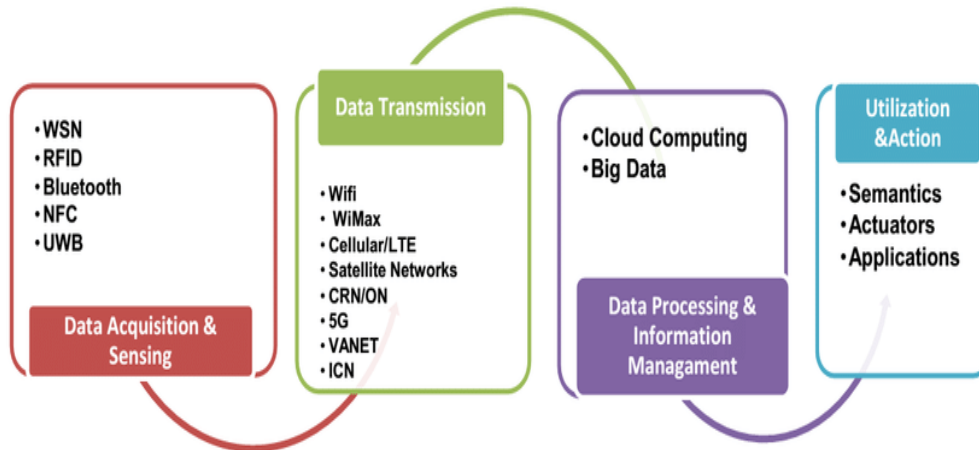 • WSN
• RFID
• Bluetooth
• NFC
• UWB
Data Acquisition &
Sensing
Data Transmission
• Wifi
• WiMax
• Cellular/LTE
• Satellite Networks
• CRN/ON
• 5G
• VANET
• ICN
• Cloud Computing
• Big Data
Data Processing &
Information
Managament
Utilization
&Action
• Semantics
• Actuators
• Applications